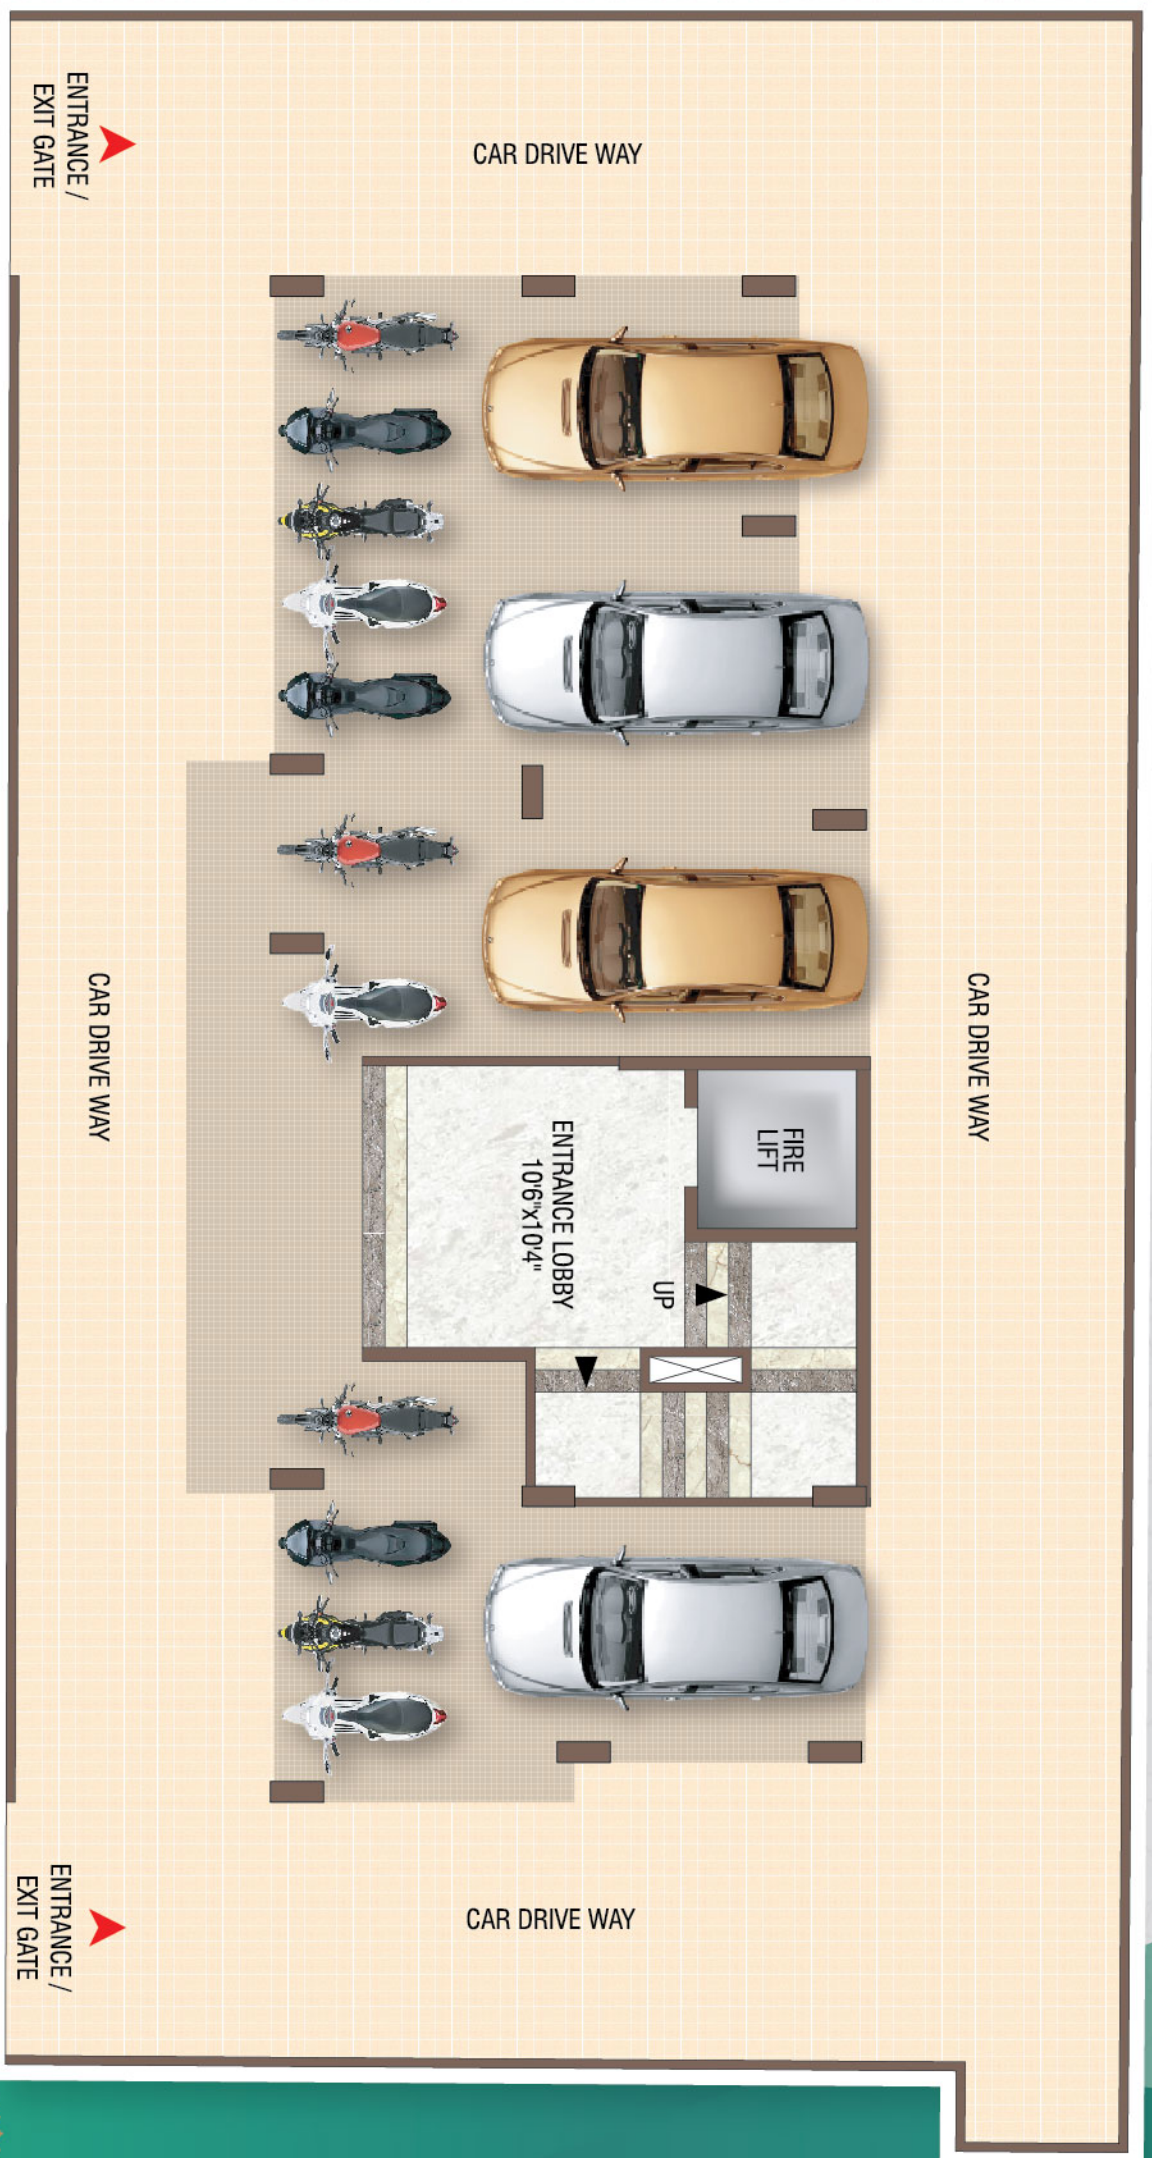 ENTRANCE /
EXIT GATE
CAR DRIVE WAY
CAR DRIVE WAY
CAR DRIVE WAY
FIRE
LIFT
ENTRANCE LOBBY
10'6"x10'4"
UP
ENTRANCE /
EXIT GATE
CAR DRIVE WAY